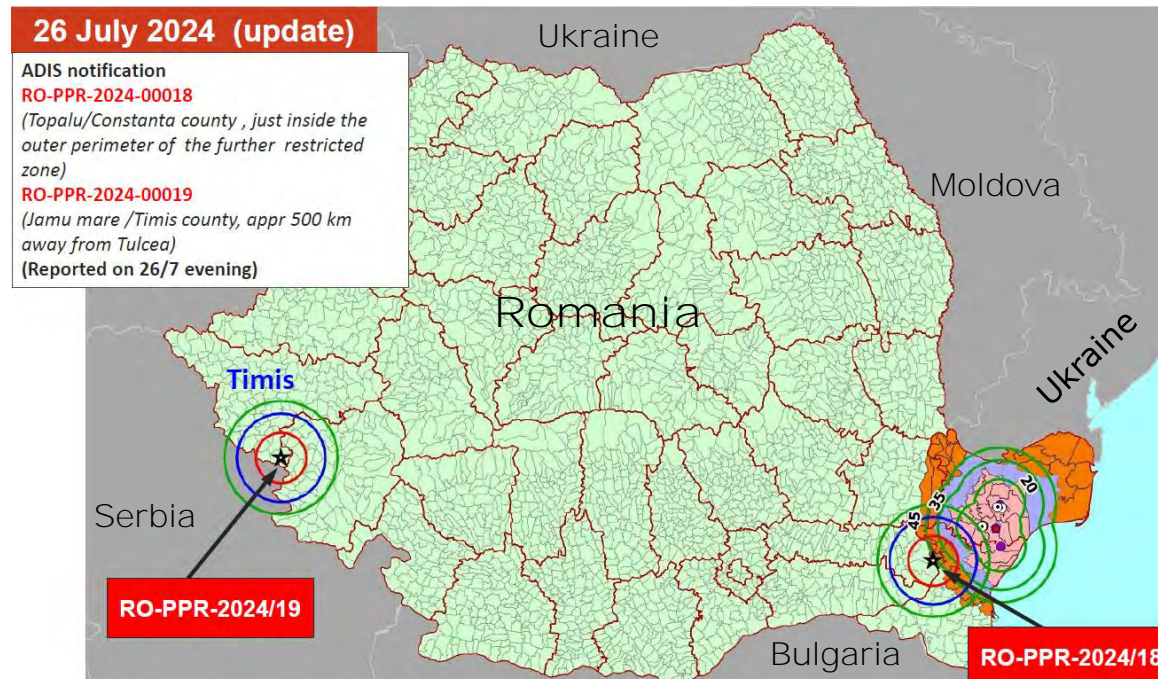 26 July 2024 (update)
ADIS notification
RO-PPR-2024-00018
(Topalu/Constanta county , just inside the
outer perimeter of the further restricted
zone)
RO-PPR-2024-00019
(Jamu mare /Timis county, appr 500 km
away from Tulcea)
(Reported on 26/7 evening)
Ukraine
Moldova
Romania
Ukraine
Timis
Serbia
20
35
45
RO-PPR-2024/19
Bulgaria
RO-PPR-2024/18